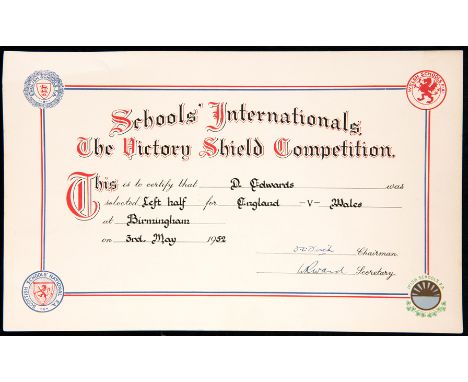 Schools' Internationals
The Victory Shield Competition.
This is to certify that D. Edwards was
selected Left half for England -v- Wales
at Birmingham
on 3rd May 1952
Chairman
Secretary